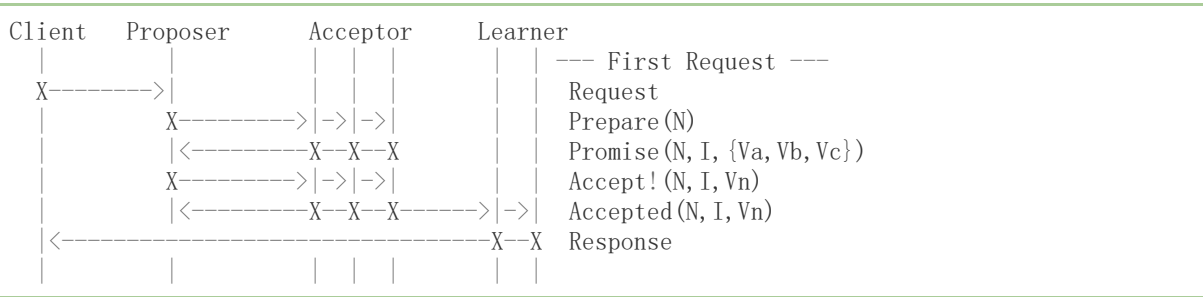 Client   Proposer      Acceptor     Learner
   |         |          |  |  |       |  | --- First Request ---
   X-------->|          |  |  |       |  |  Request
   |         X--------->|->|->|       |  |  Prepare(N)
   |         |<---------X--X--X       |  |  Promise(N,I,{Va,Vb,Vc})
   |         X--------->|->|->|       |  |  Accept!(N,I,Vn)
   |         |<---------X--X--X------>|->|  Accepted(N,I,Vn)
   |<---------------------------------X--X  Response
   |         |          |  |  |       |  |